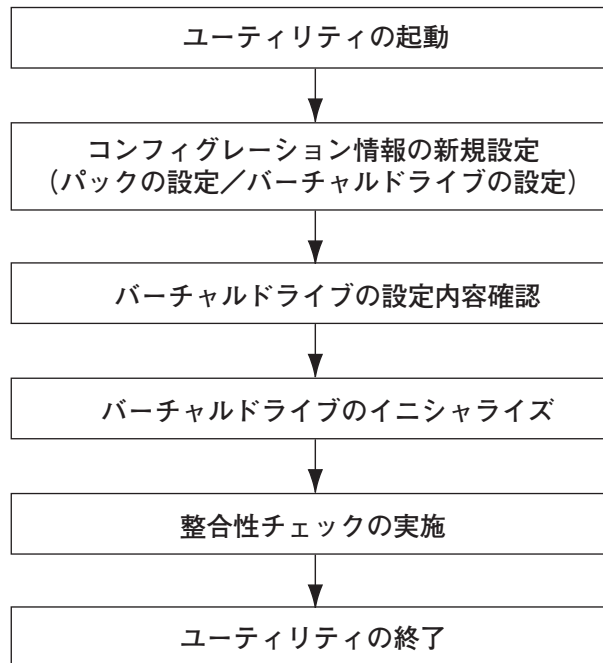 ユーティリティの起動
コンフィグレーション情報の新規設定
（パックの設定／バーチャルドライブの設定）
バーチャルドライブの設定内容確認
バーチャルドライブのイニシャライズ
整合性チェックの実施
ユーティリティの終了